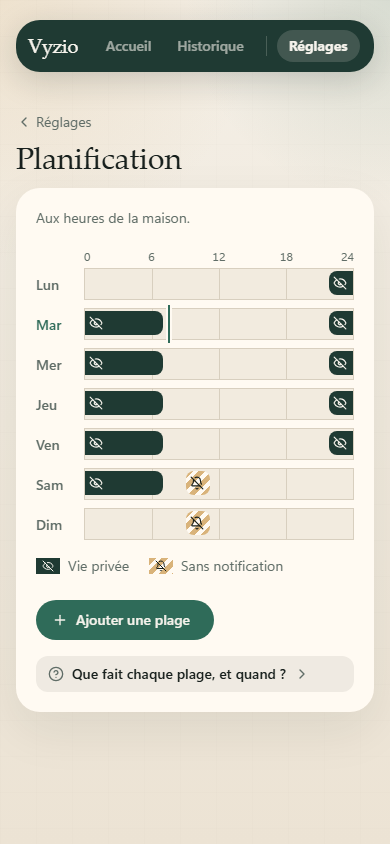 Vyzio Accueil Historique Réglages
Réglages
Planification
Aux heures de la maison.
0 6 12 18 24
Lun
Mar
Mer
Jeu
Ven
Sam
Dim
Vie privée Sans notification
Ajouter une plage
Que fait chaque plage, et quand ?